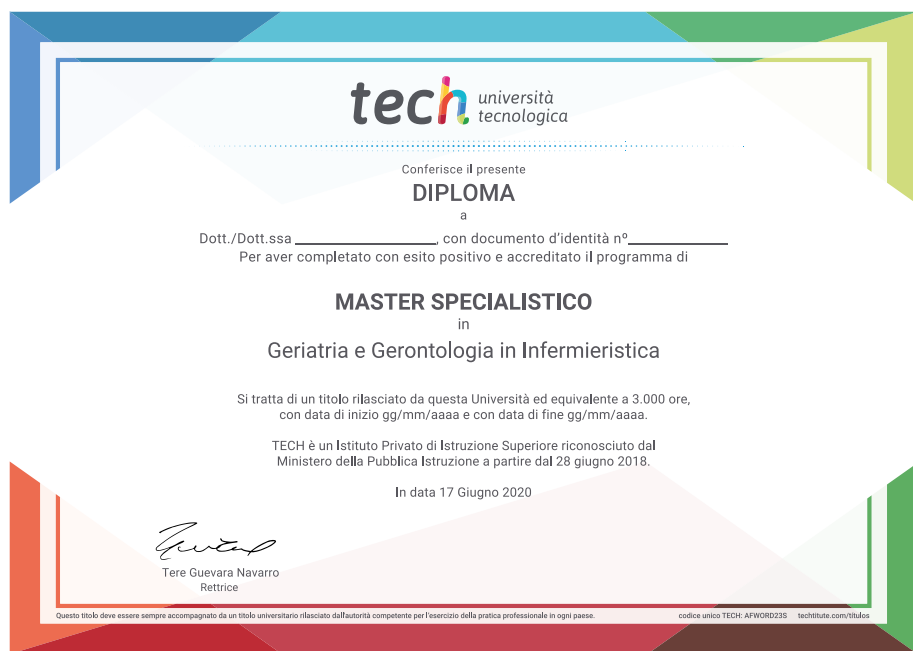 tech università
tecnologica
Conferisce il presente
DIPLOMA
a
Dott./Dott.ssa _________________, con documento d'identità nº____________
Per aver completato con esito positivo e accreditato il programma di
MASTER SPECIALISTICO
in
Geriatria e Gerontologia in Infermieristica
Si tratta di un titolo rilasciato da questa Università ed equivalente a 3.000 ore,
con data di inizio gg/mm/aaaa e con data di fine gg/mm/aaaa.
TECH è un Istituto Privato di Istruzione Superiore riconosciuto dal
Ministero della Pubblica Istruzione a partire dal 28 giugno 2018.
In data 17 Giugno 2020
Tere Guevara Navarro
Rettrice
Questo titolo deve essere sempre accompagnato da un titolo universitario rilasciato dall'autorità competente per l'esercizio della pratica professionale in ogni paese. codice unico TECH: AFWORD23S techtitute.com/titulos